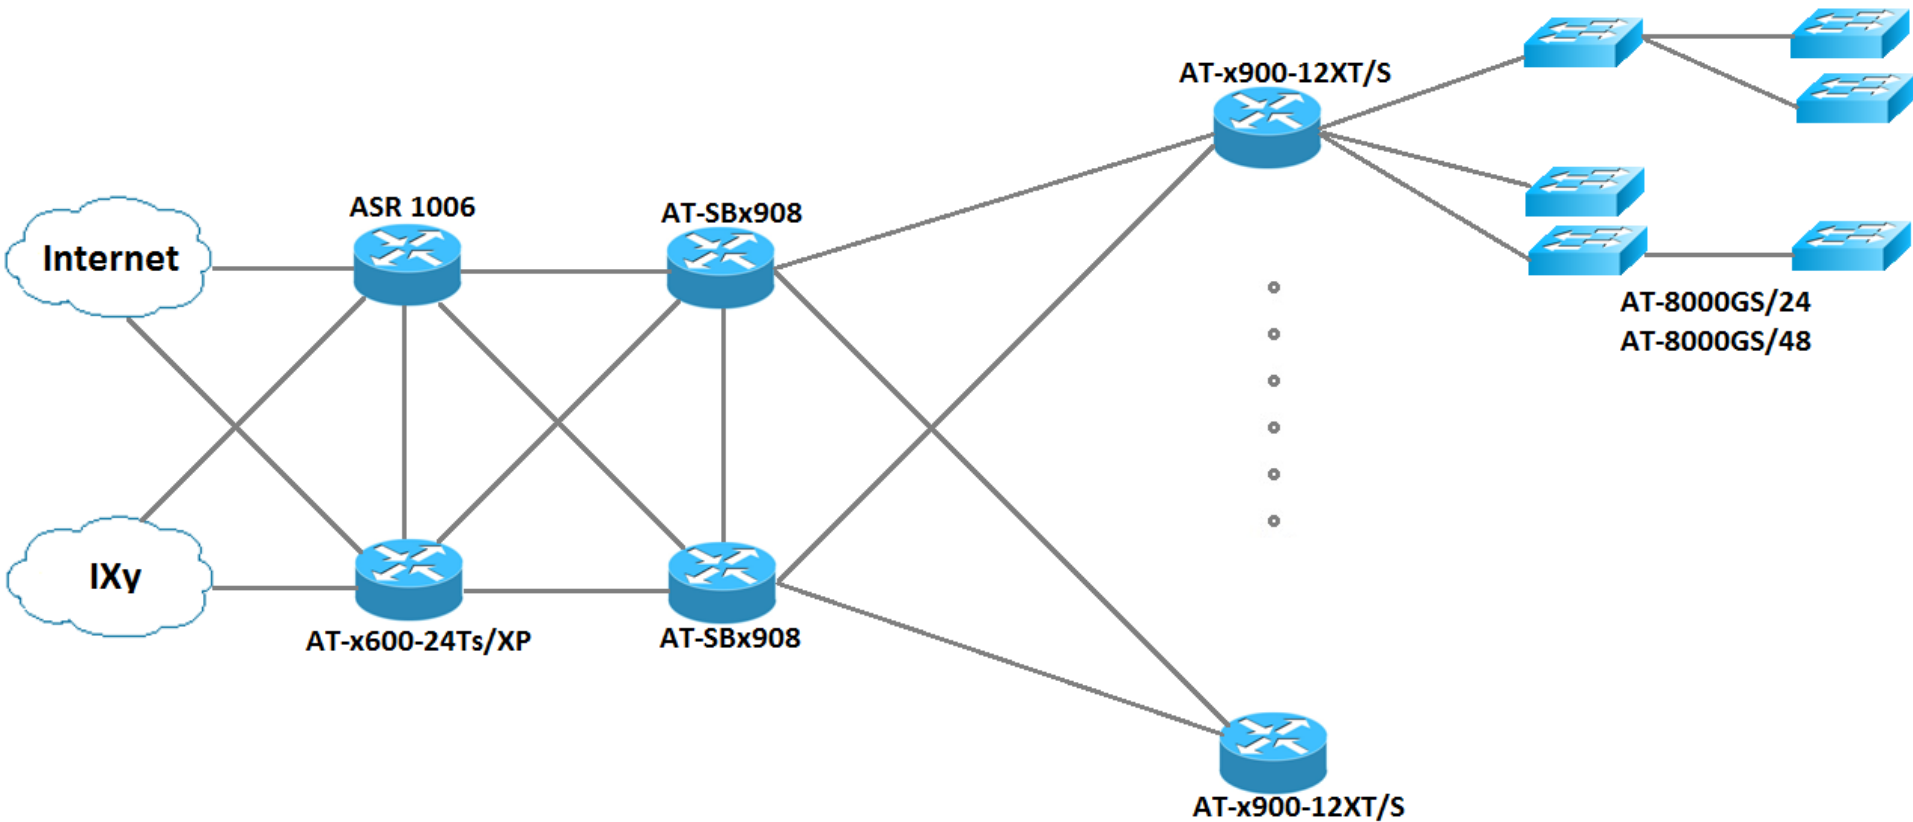 AT-x900-12XT/S
ASR 1006
AT-SBx908
Internet
AT-8000GS/24
AT-8000GS/48
IXy
AT-x600-24Ts/XP
AT-SBx908
AT-x900-12XT/S